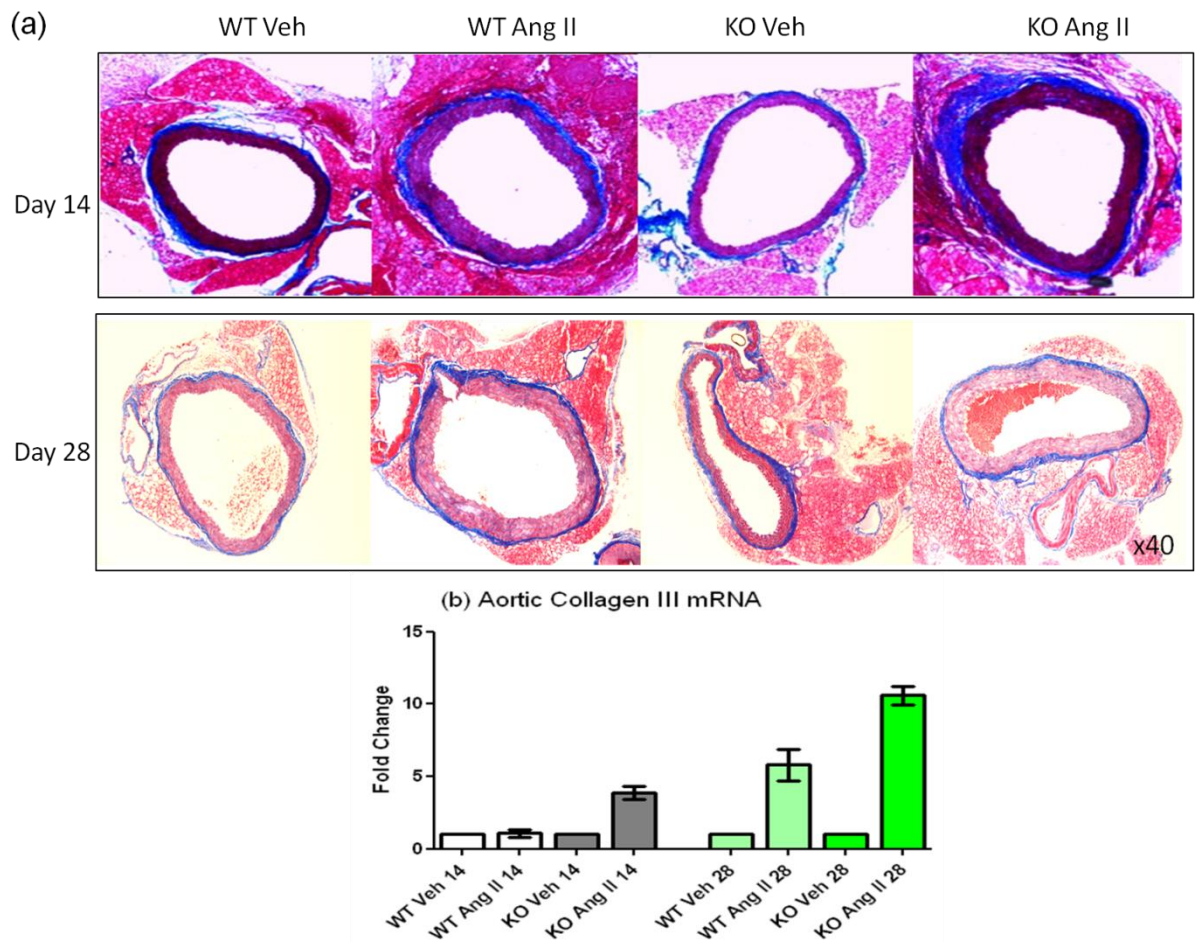 (a)
WT Veh WT Ang II KO Veh KO Ang II
Day 14
Day 28
x40
(b) Aortic Collagen III mRNA
Fold Change
15
10
5
0
WT Veh 14
WT Ang II 14
KO Veh 14
KO Ang II 14
WT Veh 28
WT Ang II 28
KO Veh 28
KO Ang II 28